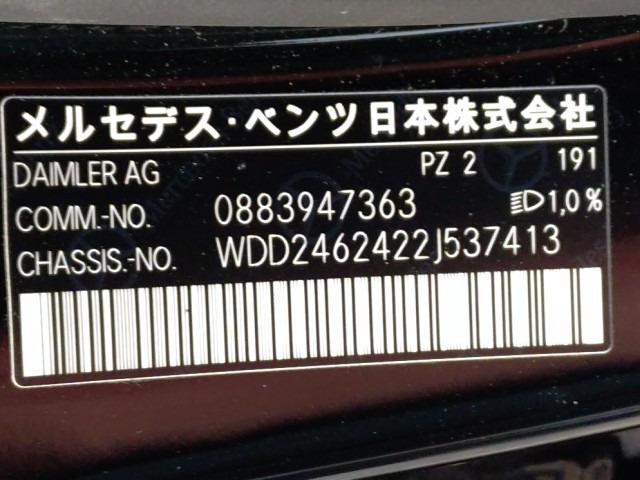 メルセデス・ベンツ日本株式会社
DAIMLER AG PZ 2 191
COMM.-NO. 0883947363 1,0 %
CHASSIS.-NO. WDD2462422J537413